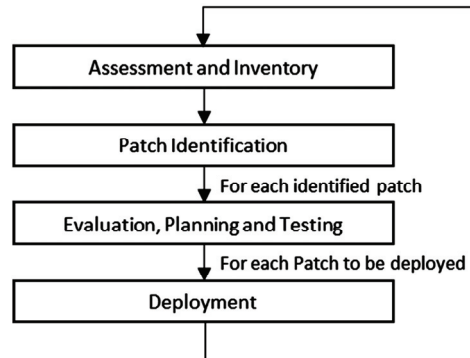 Assessment and Inventory
Patch Identification
For each identified patch
Evaluation, Planning and Testing
For each Patch to be deployed
Deployment